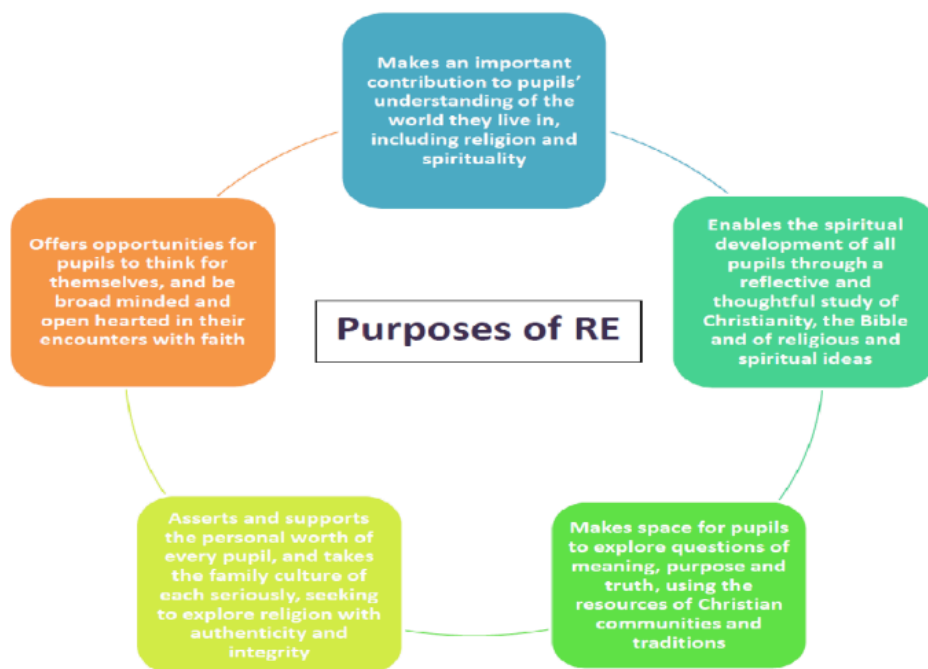 Makes an important
contribution to pupils'
understanding of the
world they live in,
including religion and
spirituality
Enables the spiritual
development of all
pupils through a
reflective and
thoughtful study of
Christianity, the Bible
and of religious and
spiritual ideas
Makes space for pupils
to explore questions of
meaning, purpose and
truth, using the
resources of Christian
communities and
traditions
Asserts and supports
the personal worth of
every pupil, and takes
the family culture of
each seriously, seeking
to explore religion with
authenticity and
integrity
Offers opportunities for
pupils to think for
themselves, and be
broad minded and
open hearted in their
encounters with faith
Purposes of RE